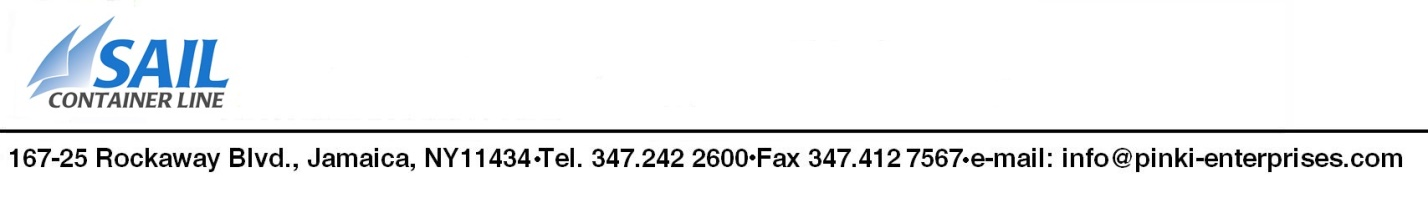 SAIL
CONTAINER LINE
167-25 Rockaway Blvd., Jamaica, NY11434•Tel. 347.242 2600•Fax 347.412 7567•e-mail: info@pinki-enterprises.com